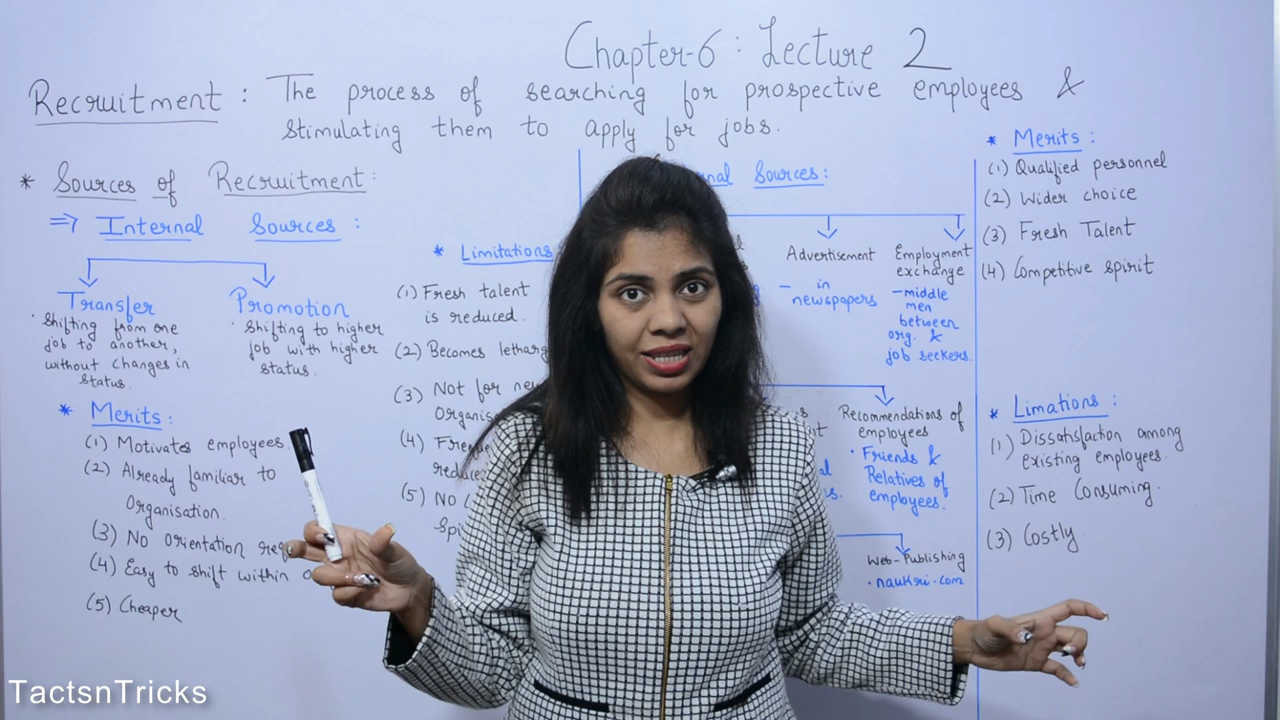 Chapter-6 : Lecture 2
Recruitment : The process of searching for prospective employees &
stimulating them to apply for jobs.
* Sources of Recruitment :
⇒ Internal Sources :
Transfer
· Shifting from one
job to another,
without changes in
status.
Promotion
· Shifting to higher
job with higher
status.
* Merits :
(1) Motivates employees
(2) Already familiar to
Organisation.
(3) No Orientation
(4) Easy to shift within
(5) Cheaper
* Limitations
(1) Fresh talent
is reduced.
(2) Becomes
(3) Not for
(4)
(5) No
Sources :
Advertisement
- in
newspapers
Employment
exchange
- middle
men
between
org. &
job seekers.
Recommendations of
employees
· Friends &
Relatives of
employees.
Web-Publishing
· naukri.com
* Merits :
(1) Qualified personnel
(2) Wider choice
(3) Fresh Talent
(4) Competitive spirit
* Limations :
(1) Dissatisfaction among
existing employees.
(2) Time Consuming.
(3) Costly
TactsnTricks